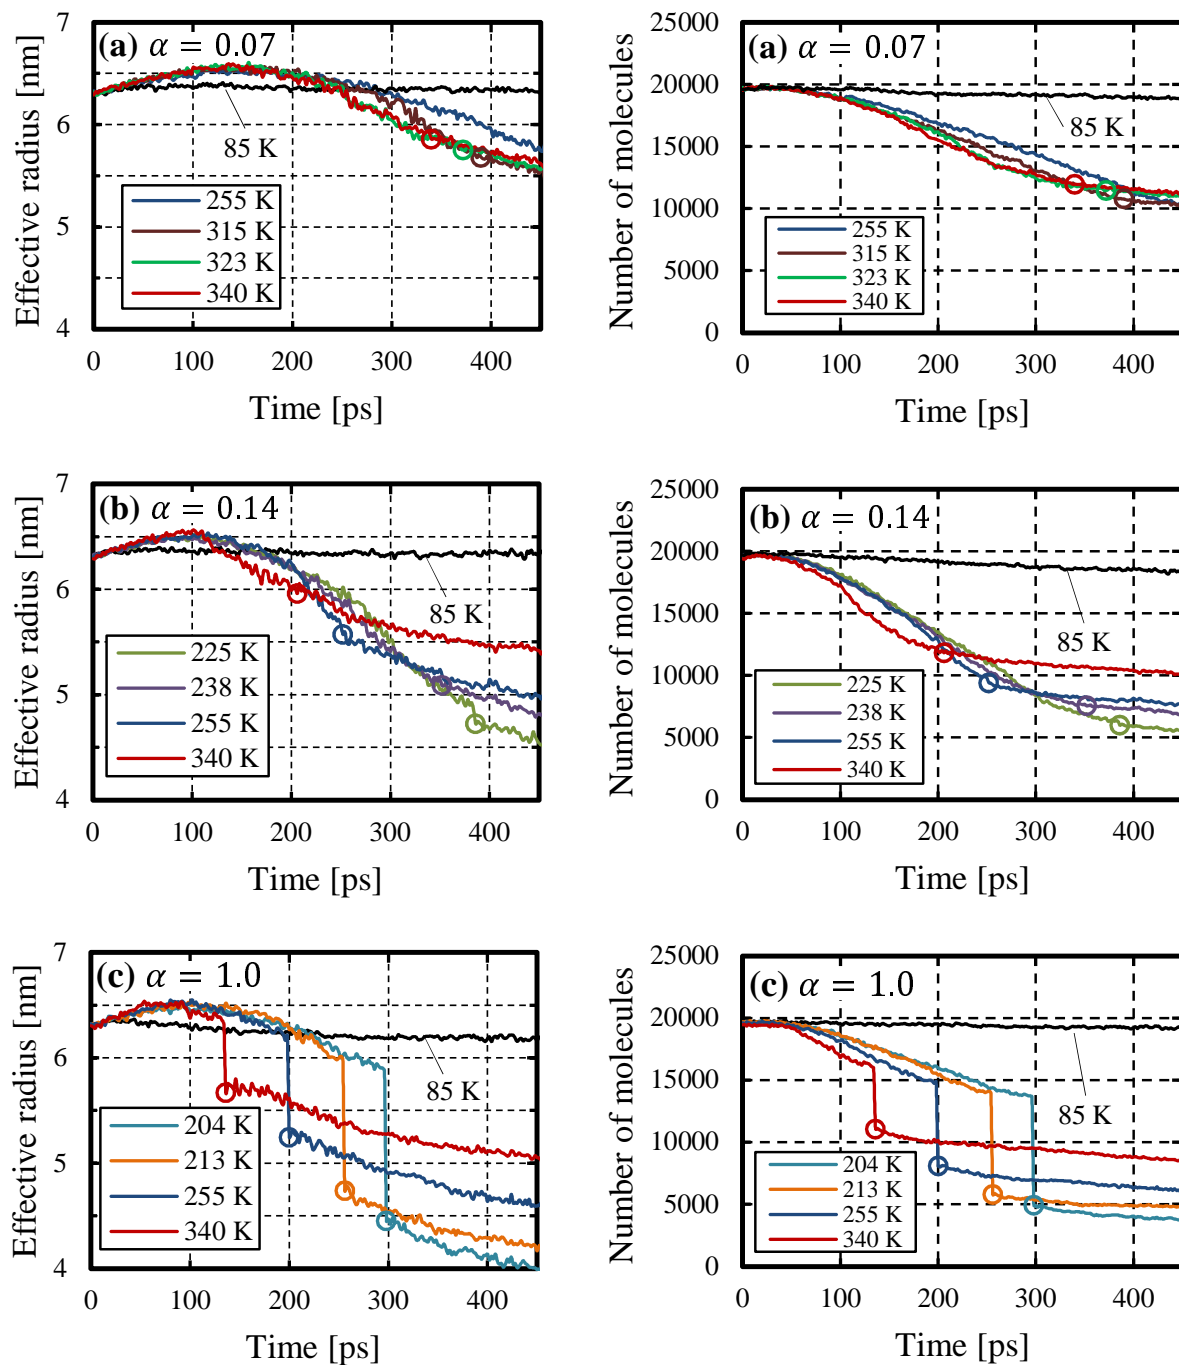 (a) α = 0.07
Effective radius [nm]
7
6
5
4
85 K
255 K
315 K
323 K
340 K
0 100 200 300 400
Time [ps]
(a) α = 0.07
Number of molecules
25000
20000
15000
10000
5000
0
85 K
255 K
315 K
323 K
340 K
0 100 200 300 400
Time [ps]
(b) α = 0.14
Effective radius [nm]
7
6
5
4
85 K
225 K
238 K
255 K
340 K
0 100 200 300 400
Time [ps]
(b) α = 0.14
Number of molecules
25000
20000
15000
10000
5000
0
85 K
225 K
238 K
255 K
340 K
0 100 200 300 400
Time [ps]
(c) α = 1.0
Effective radius [nm]
7
6
5
4
85 K
204 K
213 K
255 K
340 K
0 100 200 300 400
Time [ps]
(c) α = 1.0
Number of molecules
25000
20000
15000
10000
5000
0
85 K
204 K
213 K
255 K
340 K
0 100 200 300 400
Time [ps]